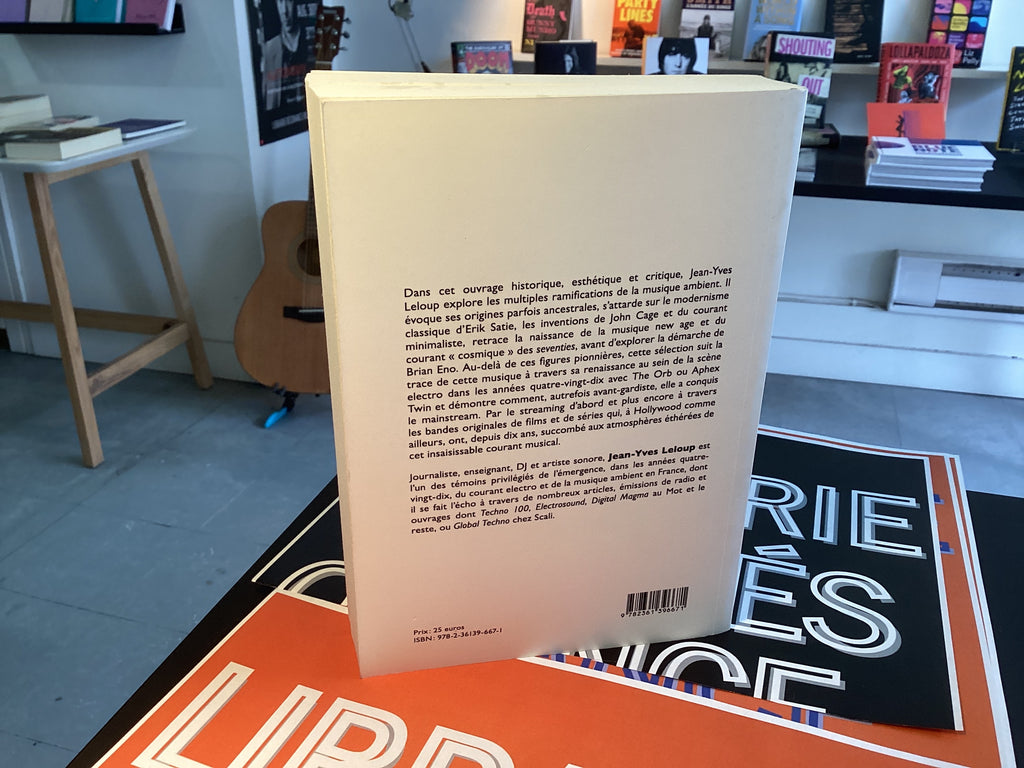 Death
PARTY
LINES
DOOM
SHOUTING
OUT
LOLLAPALOOZA
Dans cet ouvrage historique, esthétique et critique, Jean-Yves
Leloup explore les multiples ramifications de la musique ambient. Il
évoque ses origines parfois ancestrales, s'attarde sur le modernisme
classique d'Erik Satie, les inventions de John Cage et du courant
minimaliste, retrace la naissance de la musique new age et du
courant « cosmique » des seventies, avant d'explorer la démarche de
Brian Eno. Au-delà de ces figures pionnières, cette sélection suit la
trace de cette musique à travers sa renaissance au sein de la scène
electro dans les années quatre-vingt-dix avec The Orb ou Aphex
Twin et démontre comment, autrefois avant-gardiste, elle a conquis
le mainstream. Par le streaming d'abord et plus encore à travers
les bandes originales de films et de séries qui, à Hollywood comme
ailleurs, ont, depuis dix ans, succombé aux atmosphères éthérées de
cet insaisissable courant musical.
Journaliste, enseignant, DJ et artiste sonore, Jean-Yves Leloup est
l'un des témoins privilégiés de l'émergence, dans les années quatre-
vingt-dix, du courant electro et de la musique ambient en France, dont
il se fait l'écho à travers de nombreux articles, émissions de radio et
ouvrages dont Techno 100, Electrosound, Digital Magma au Mot et le
reste, ou Global Techno chez Scali.
Prix : 25 euros
ISBN : 978-2-36139-667-1
9 782361 396671
RIE
ÉS
NCE
LIBRA